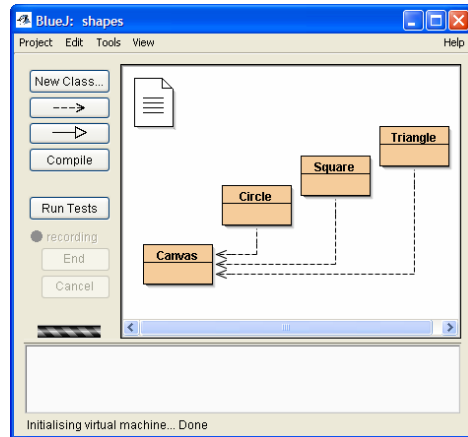 BlueJ: shapes
Project Edit Tools View Help
New Class...
Compile
Run Tests
recording
End
Cancel
Triangle
Square
Circle
Canvas
Initialising virtual machine... Done